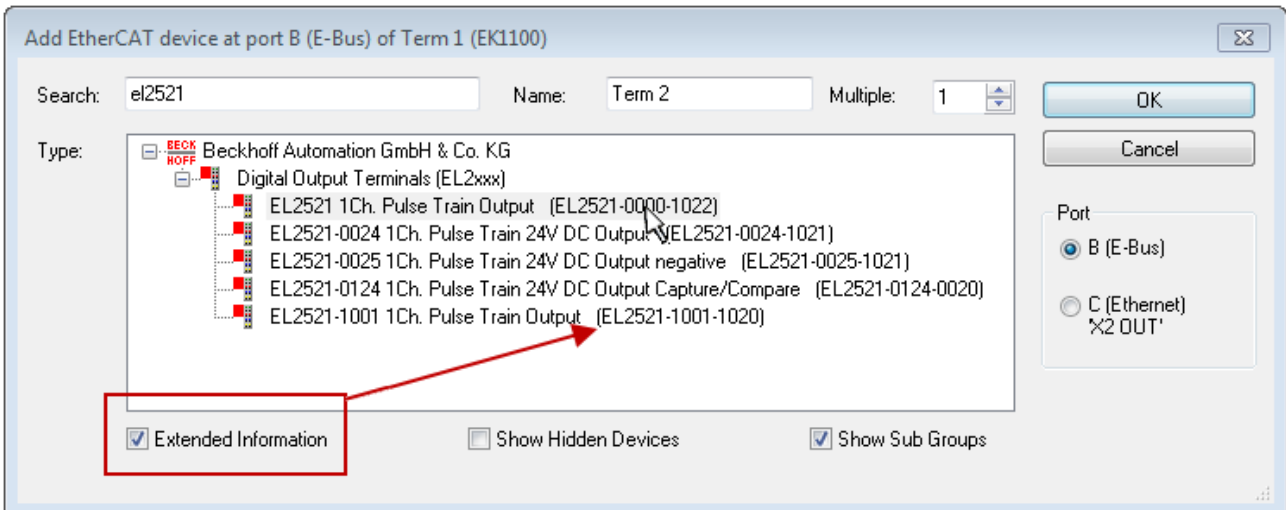 Add EtherCAT device at port B (E-Bus) of Term 1 (EK1100)
Search: el2521 Name: Term 2 Multiple: 1 OK
Type: BECKHOFF Beckhoff Automation GmbH & Co. KG Cancel
Digital Output Terminals (EL2xxx)
EL2521 1Ch. Pulse Train Output (EL2521-0000-1022) Port
EL2521-0024 1Ch. Pulse Train 24V DC Output (EL2521-0024-1021)
EL2521-0025 1Ch. Pulse Train 24V DC Output negative (EL2521-0025-1021) B (E-Bus)
EL2521-0124 1Ch. Pulse Train 24V DC Output Capture/Compare (EL2521-0124-0020)
EL2521-1001 1Ch. Pulse Train Output (EL2521-1001-1020) C (Ethernet)
'X2 OUT'
Extended Information Show Hidden Devices Show Sub Groups